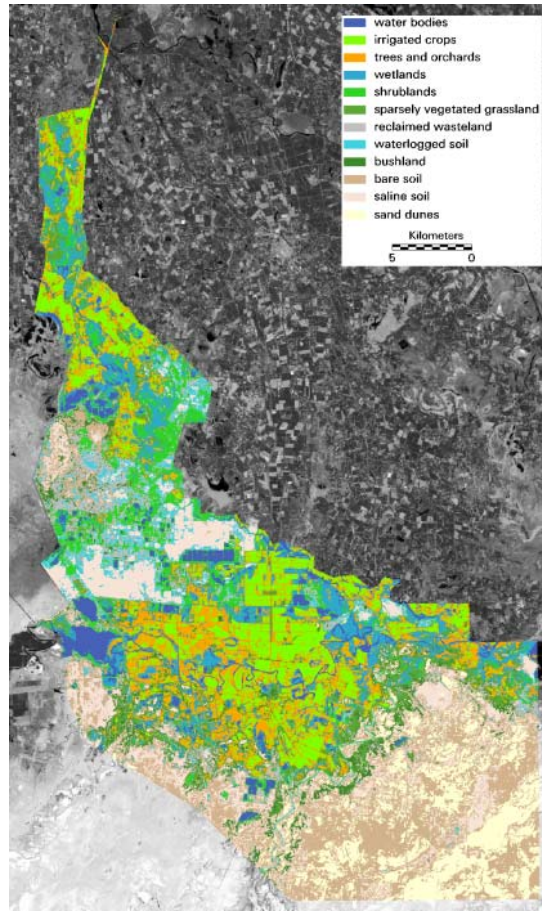 water bodies
irrigated crops
trees and orchards
wetlands
shrublands
sparsely vegetated grassland
reclaimed wasteland
waterlogged soil
bushland
bare soil
saline soil
sand dunes
Kilometers
5 0